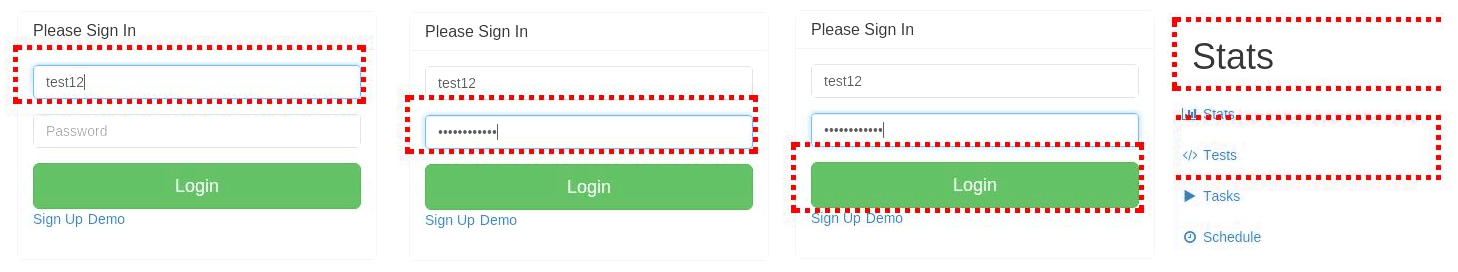 Please Sign In
test12
Password
Login
Sign Up Demo
Please Sign In
test12
••••••••••••
Login
Sign Up Demo
Please Sign In
test12
••••••••••••
Login
Sign Up Demo
Stats
Stats
</> Tests
Tasks
Schedule